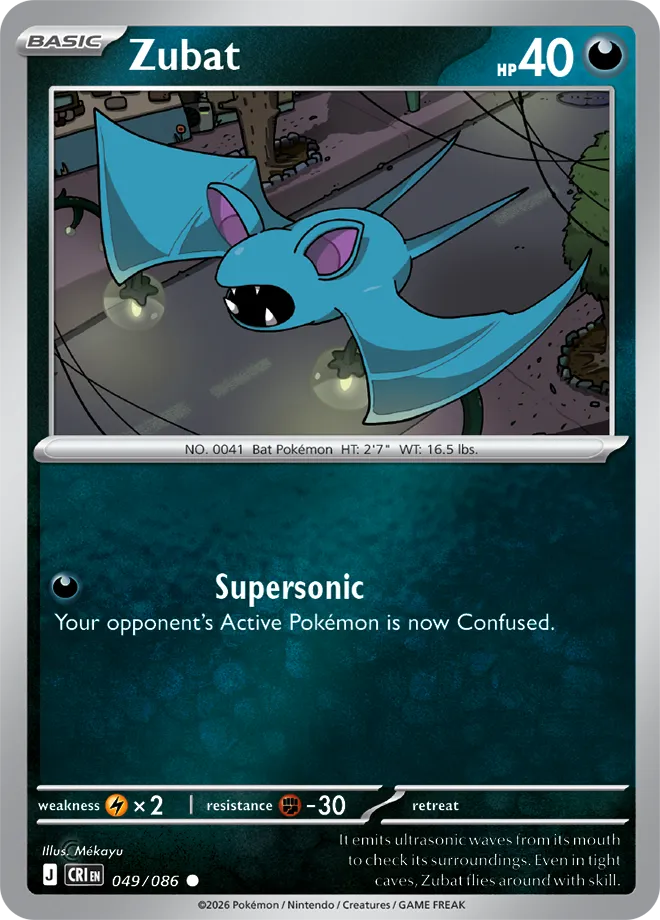 BASIC
Zubat
HP 40
NO. 0041 Bat Pokémon HT: 2'7" WT: 16.5 lbs.
Supersonic
Your opponent's Active Pokémon is now Confused.
weakness ×2 resistance -30 retreat
Illus. Mékayu
It emits ultrasonic waves from its mouth
to check its surroundings. Even in tight
caves, Zubat flies around with skill.
J CRI EN 049/086
©2026 Pokémon / Nintendo / Creatures / GAME FREAK